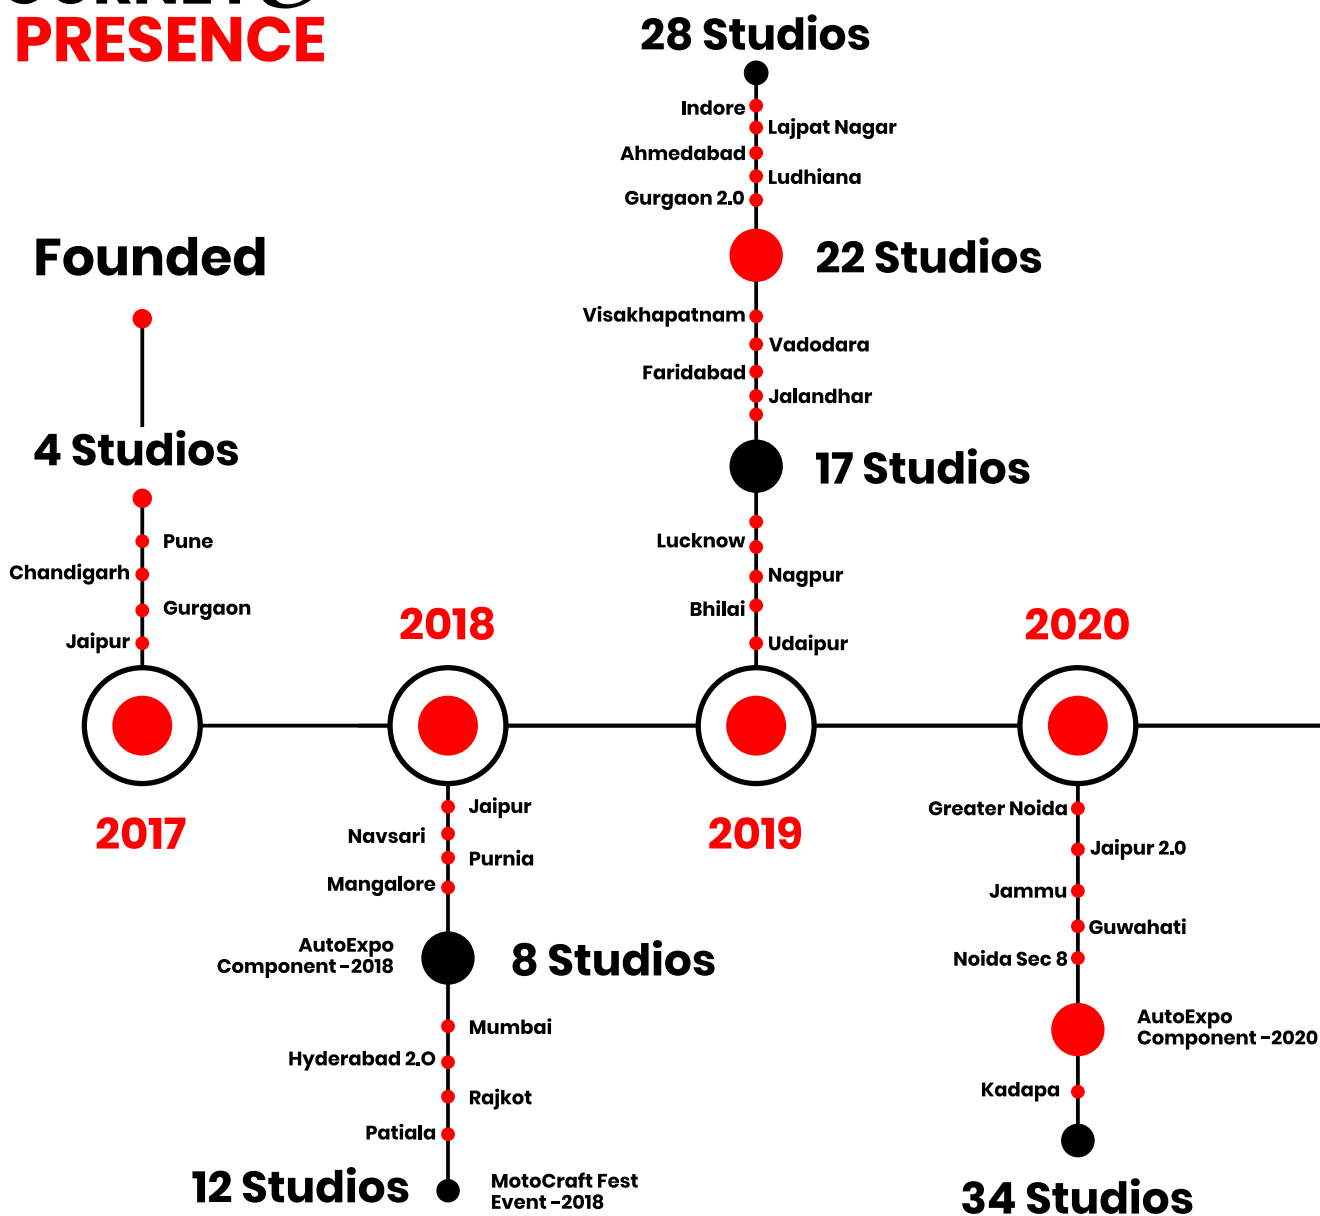 PRESENCE
Founded
4 Studios
Pune
Chandigarh
Gurgaon
Jaipur
2017
2018
Jaipur
Navsari
Purnia
Mangalore
AutoExpo
Component -2018
8 Studios
Mumbai
Hyderabad 2.O
Rajkot
Patiala
12 Studios
MotoCraft Fest
Event -2018
28 Studios
Indore
Lajpat Nagar
Ahmedabad
Ludhiana
Gurgaon 2.0
22 Studios
Visakhapatnam
Vadodara
Faridabad
Jalandhar
17 Studios
Lucknow
Nagpur
Bhilai
Udaipur
2019
2020
Greater Noida
Jaipur 2.0
Jammu
Guwahati
Noida Sec 8
AutoExpo
Component -2020
Kadapa
34 Studios